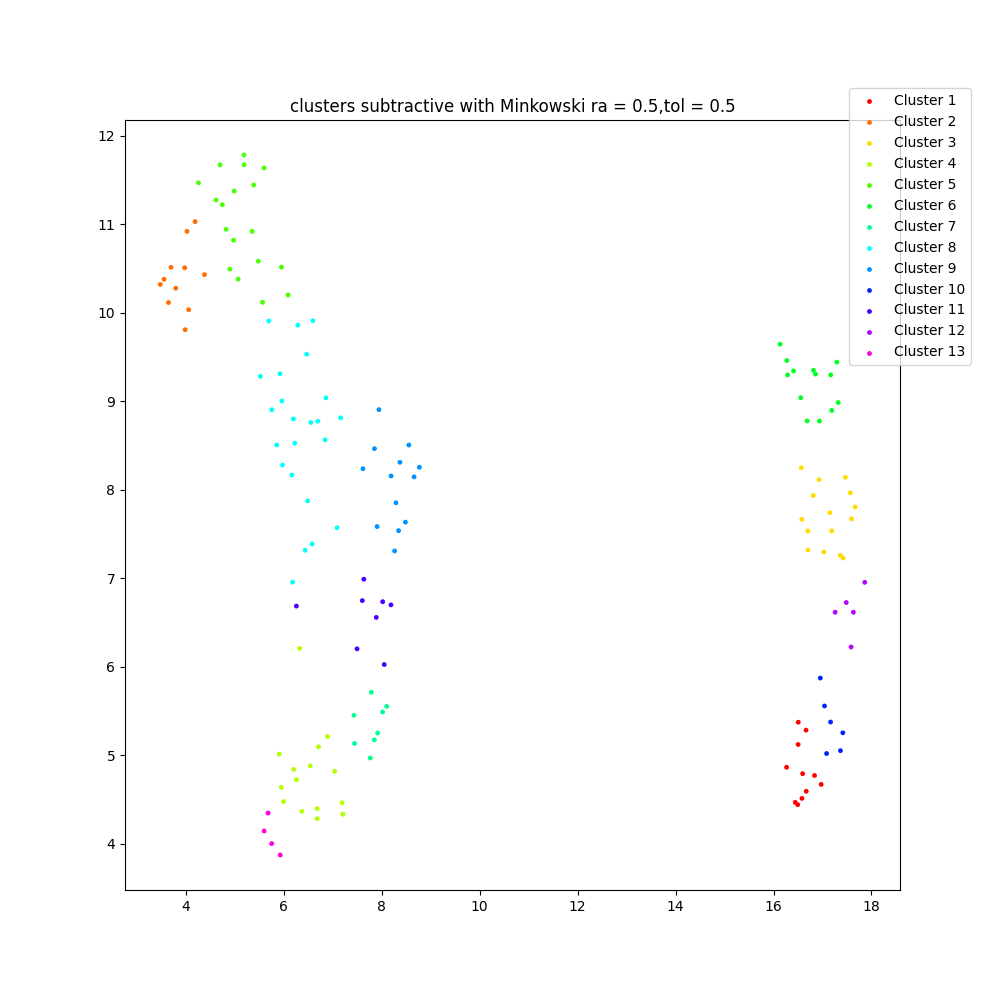 clusters subtractive with Minkowski ra = 0.5,tol = 0.5
Cluster 1
Cluster 2
Cluster 3
Cluster 4
Cluster 5
Cluster 6
Cluster 7
Cluster 8
Cluster 9
Cluster 10
Cluster 11
Cluster 12
Cluster 13
12
11
10
9
8
7
6
5
4
4 6 8 10 12 14 16 18